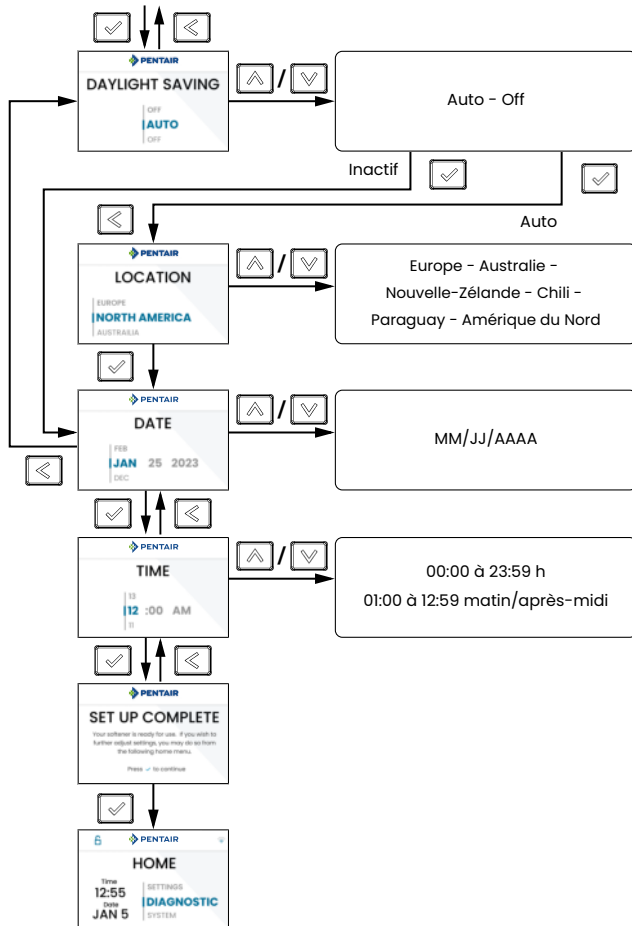 PENTAIR
DAYLIGHT SAVING
OFF
AUTO
OFF
/
Auto - Off
Inactif
Auto
PENTAIR
LOCATION
EUROPE
NORTH AMERICA
AUSTRALIA
/
Europe - Australie -
Nouvelle-Zélande - Chili -
Paraguay - Amérique du Nord
PENTAIR
DATE
FEB
JAN 25 2023
DEC
/
MM/JJ/AAAA
PENTAIR
TIME
13
12 :00 AM
11
/
00:00 à 23:59 h
01:00 à 12:59 matin/après-midi
PENTAIR
SET UP COMPLETE
Your softener is ready for use. If you wish to
further adjust settings, you may do so from
the following home menu.
Press ✓ to continue
PENTAIR
HOME
Time
12:55
Date
JAN 5
SETTINGS
DIAGNOSTIC
SYSTEM